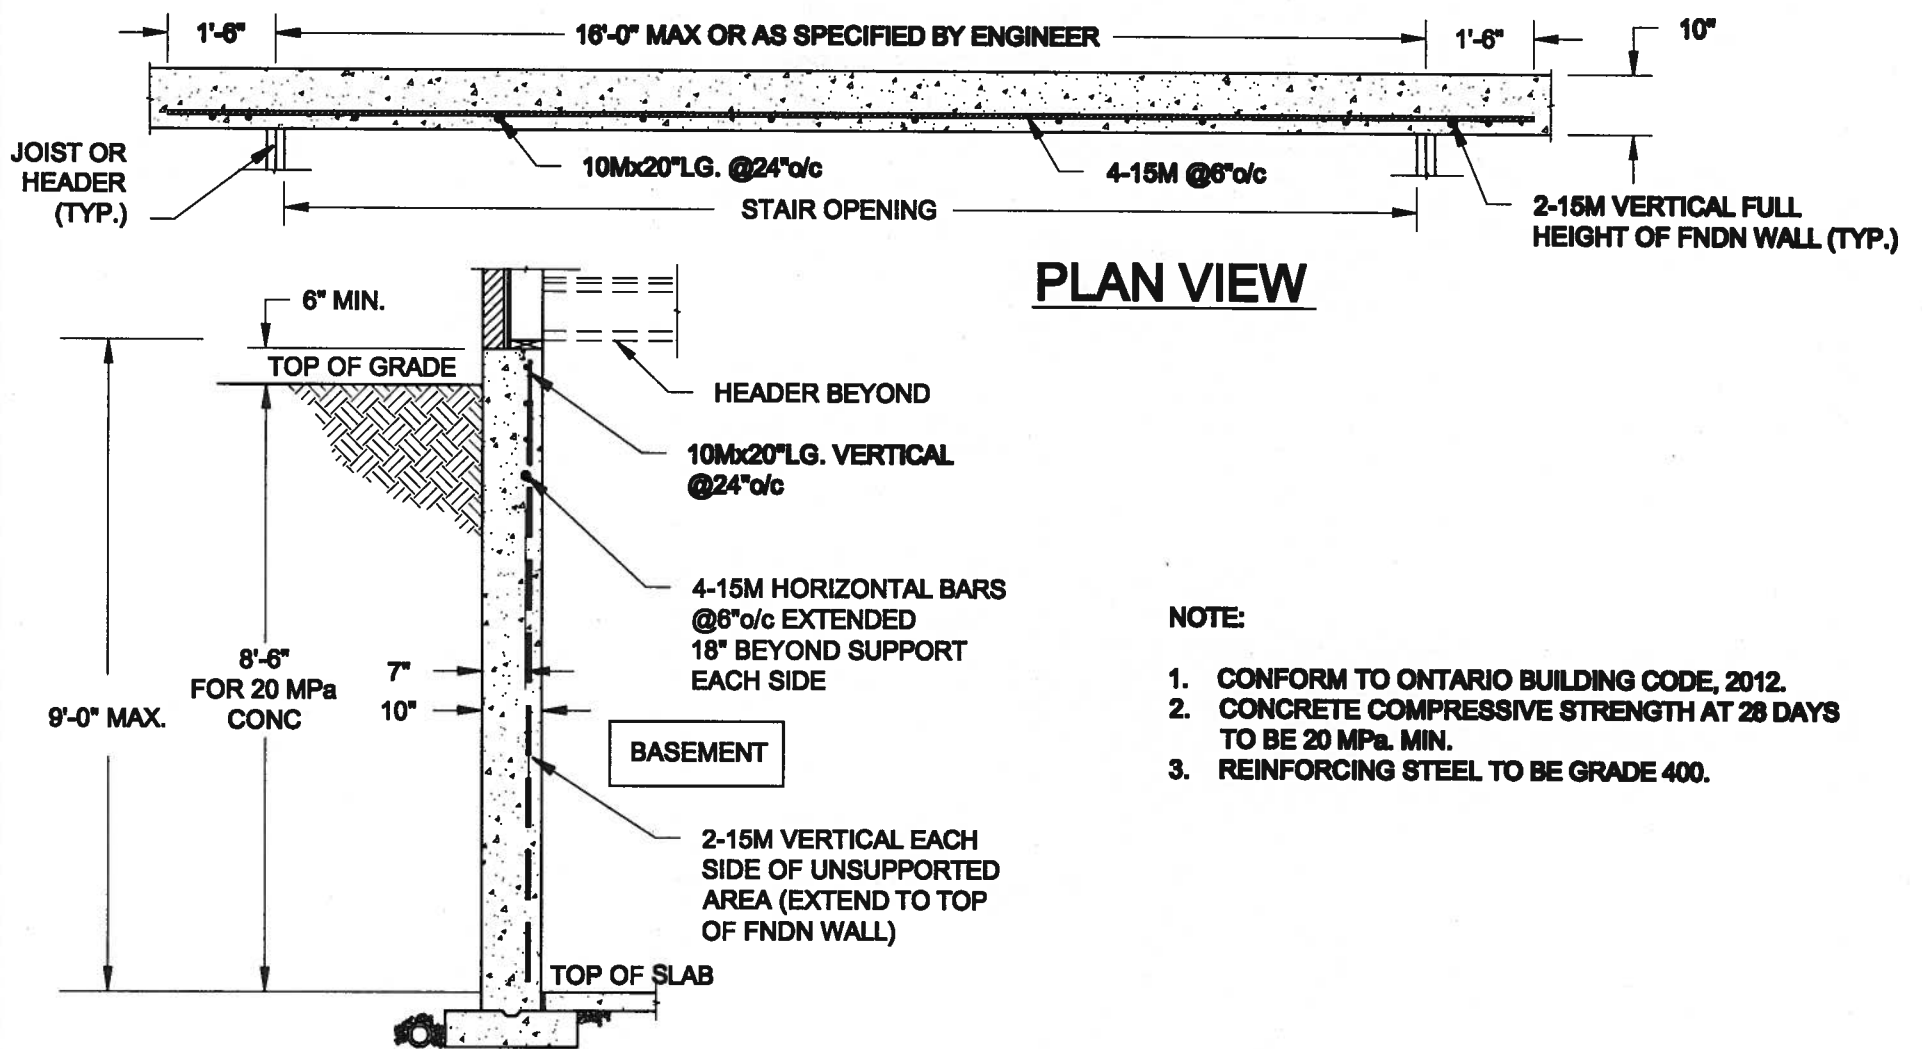 1'-6"
16'-0" MAX OR AS SPECIFIED BY ENGINEER
1'-6"
10"
JOIST OR
HEADER
(TYP.)
10Mx20"LG. @24"o/c
4-15M @6"o/c
STAIR OPENING
2-15M VERTICAL FULL
HEIGHT OF FNDN WALL (TYP.)
PLAN VIEW
6" MIN.
TOP OF GRADE
HEADER BEYOND
10Mx20"LG. VERTICAL
@24"o/c
4-15M HORIZONTAL BARS
@6"o/c EXTENDED
18" BEYOND SUPPORT
EACH SIDE
8'-6"
FOR 20 MPa
CONC
9'-0" MAX.
7"
10"
BASEMENT
2-15M VERTICAL EACH
SIDE OF UNSUPPORTED
AREA (EXTEND TO TOP
OF FNDN WALL)
TOP OF SLAB
NOTE:
1. CONFORM TO ONTARIO BUILDING CODE, 2012.
2. CONCRETE COMPRESSIVE STRENGTH AT 28 DAYS
TO BE 20 MPa. MIN.
3. REINFORCING STEEL TO BE GRADE 400.